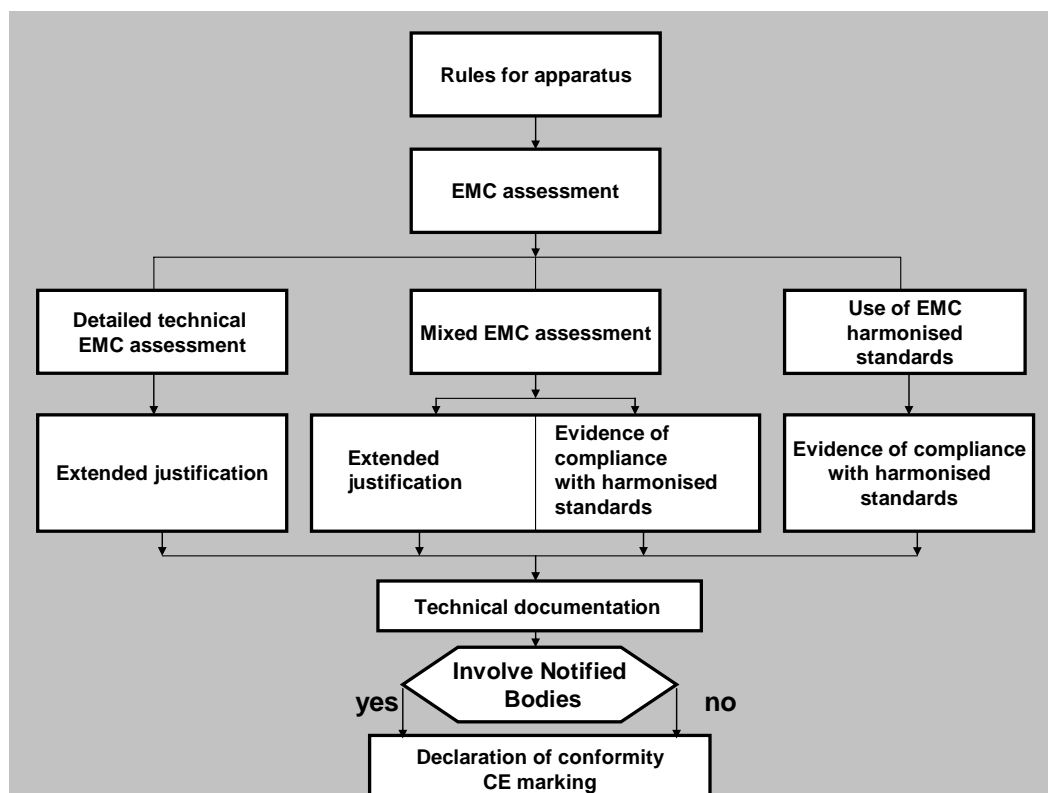 Rules for apparatus
EMC assessment
Detailed technical
EMC assessment
Mixed EMC assessment
Use of EMC
harmonised
standards
Extended justification
Extended
justification
Evidence of
compliance
with harmonised
standards
Evidence of compliance
with harmonised
standards
Technical documentation
Involve Notified
Bodies
yes
no
Declaration of conformity
CE marking